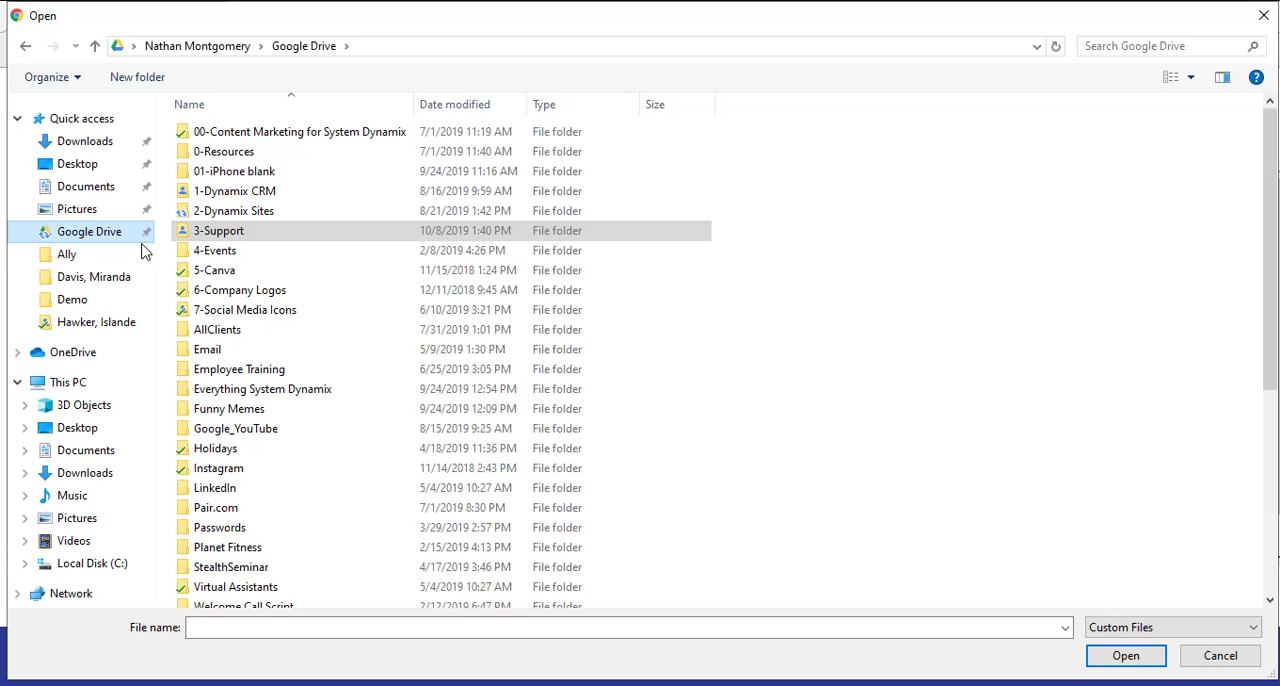 Open
Nathan Montgomery > Google Drive >
Search Google Drive
Organize
New folder
Name
Date modified
Type
Size
Quick access
Downloads
Desktop
Documents
Pictures
Google Drive
Ally
Davis, Miranda
Demo
Hawker, Islande
OneDrive
This PC
3D Objects
Desktop
Documents
Downloads
Music
Pictures
Videos
Local Disk (C:)
Network
00-Content Marketing for System Dynamix 7/1/2019 11:19 AM File folder
0-Resources 7/1/2019 11:40 AM File folder
01-iPhone blank 9/24/2019 11:16 AM File folder
1-Dynamix CRM 8/16/2019 9:59 AM File folder
2-Dynamix Sites 8/21/2019 1:42 PM File folder
3-Support 10/8/2019 1:40 PM File folder
4-Events 2/8/2019 4:26 PM File folder
5-Canva 11/15/2018 1:24 PM File folder
6-Company Logos 12/11/2018 9:45 AM File folder
7-Social Media Icons 6/10/2019 3:21 PM File folder
AllClients 7/31/2019 1:01 PM File folder
Email 5/9/2019 1:30 PM File folder
Employee Training 6/25/2019 3:05 PM File folder
Everything System Dynamix 9/24/2019 12:54 PM File folder
Funny Memes 9/24/2019 12:09 PM File folder
Google_YouTube 8/15/2019 9:25 AM File folder
Holidays 4/18/2019 11:36 PM File folder
Instagram 11/14/2018 2:43 PM File folder
LinkedIn 5/4/2019 10:27 AM File folder
Pair.com 7/1/2019 8:30 PM File folder
Passwords 3/29/2019 2:57 PM File folder
Planet Fitness 2/15/2019 4:13 PM File folder
StealthSeminar 4/17/2019 3:46 PM File folder
Virtual Assistants 5/4/2019 10:27 AM File folder
Welcome Call Script 2/12/2019 6:47 PM File folder
File name:
Custom Files
Open
Cancel